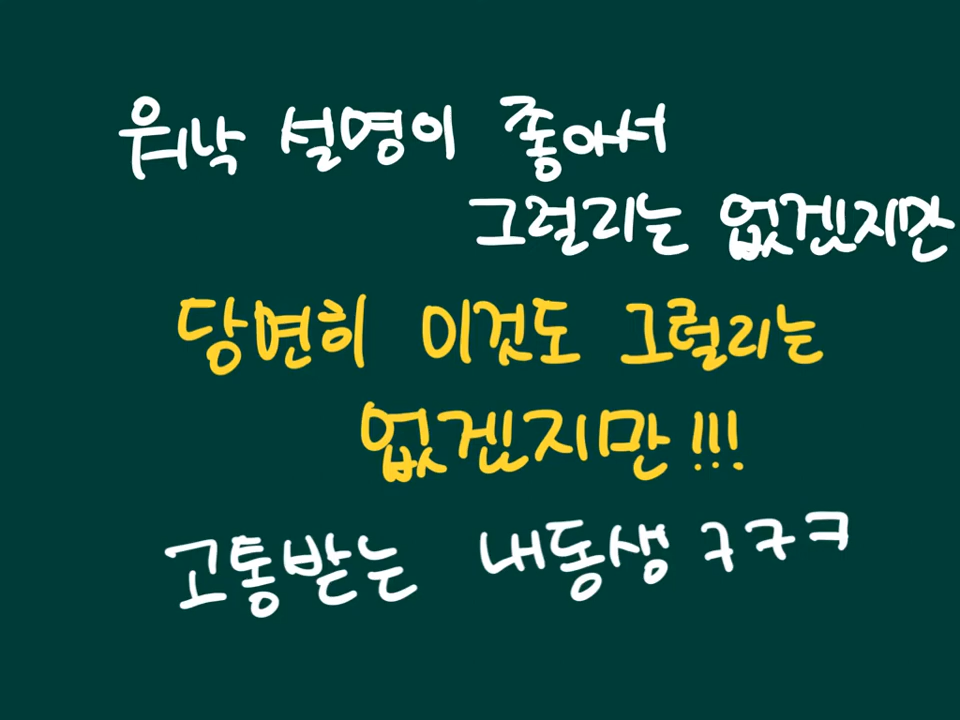 워낙 설명이 좋아서
그럴리는 없겠지만
당연히 이것도 그럴리는
없겠지만!!!
고통받는 내동생 ㅋㅋㅋ